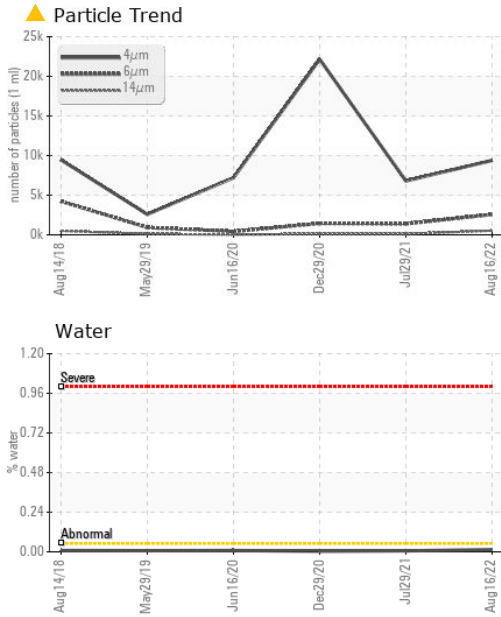 Particle Trend
number of particles (1 ml)
25k
20k
15k
10k
5k
0k
4μm
6μm
14μm
Aug14/18
May29/19
Jun16/20
Dec29/20
Jul29/21
Aug16/22
Water
% water
1.20
0.96
0.72
0.48
0.24
0.00
Severe
Abnormal
Aug14/18
May29/19
Jun16/20
Dec29/20
Jul29/21
Aug16/22